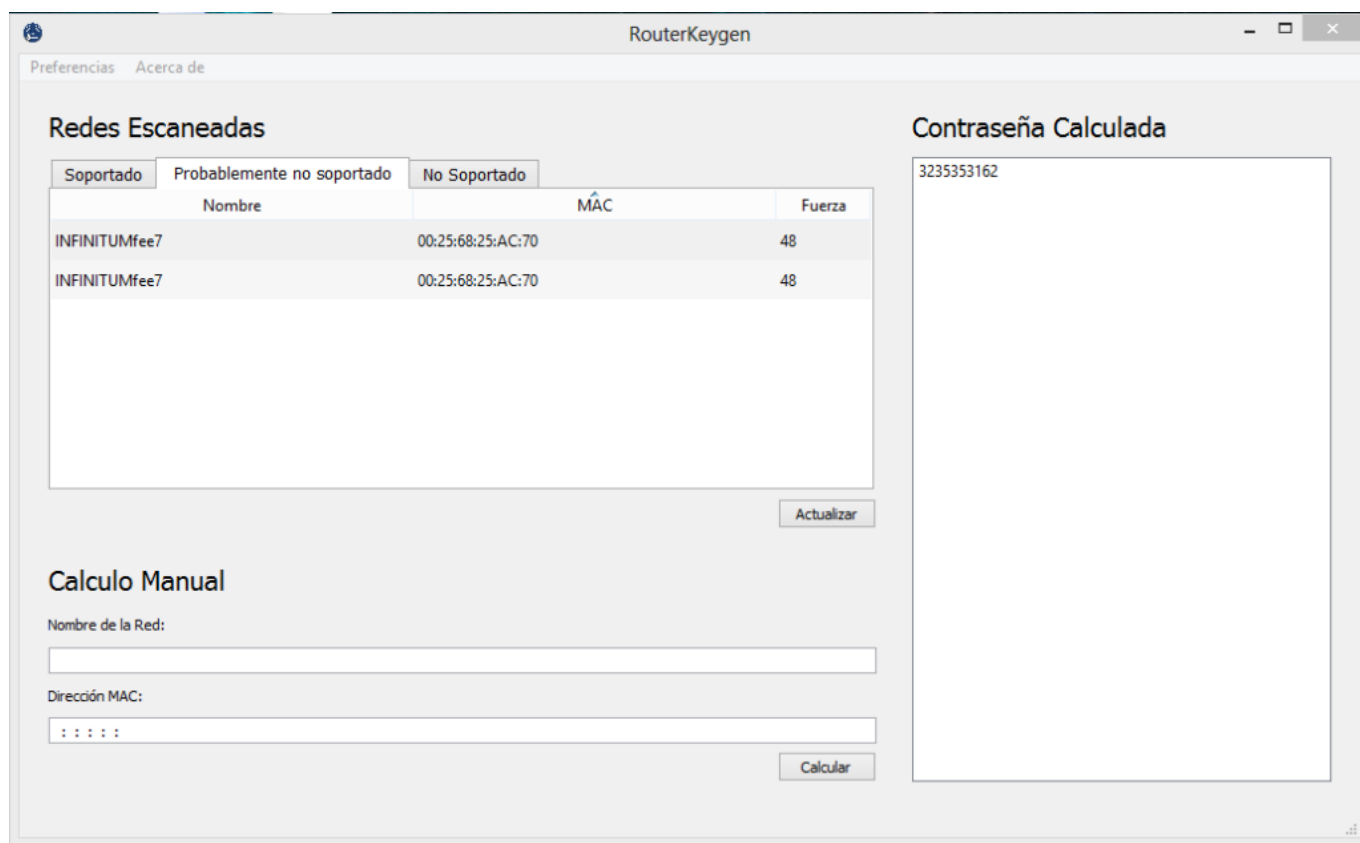 RouterKeygen
Preferencias Acerca de
Redes Escaneadas
Soportado Probablemente no soportado No Soportado
Nombre MAC Fuerza
INFINITUMfee7 00:25:68:25:AC:70 48
INFINITUMfee7 00:25:68:25:AC:70 48
Actualizar
Calculo Manual
Nombre de la Red:
Dirección MAC:
: : : : :
Calcular
Contraseña Calculada
3235353162